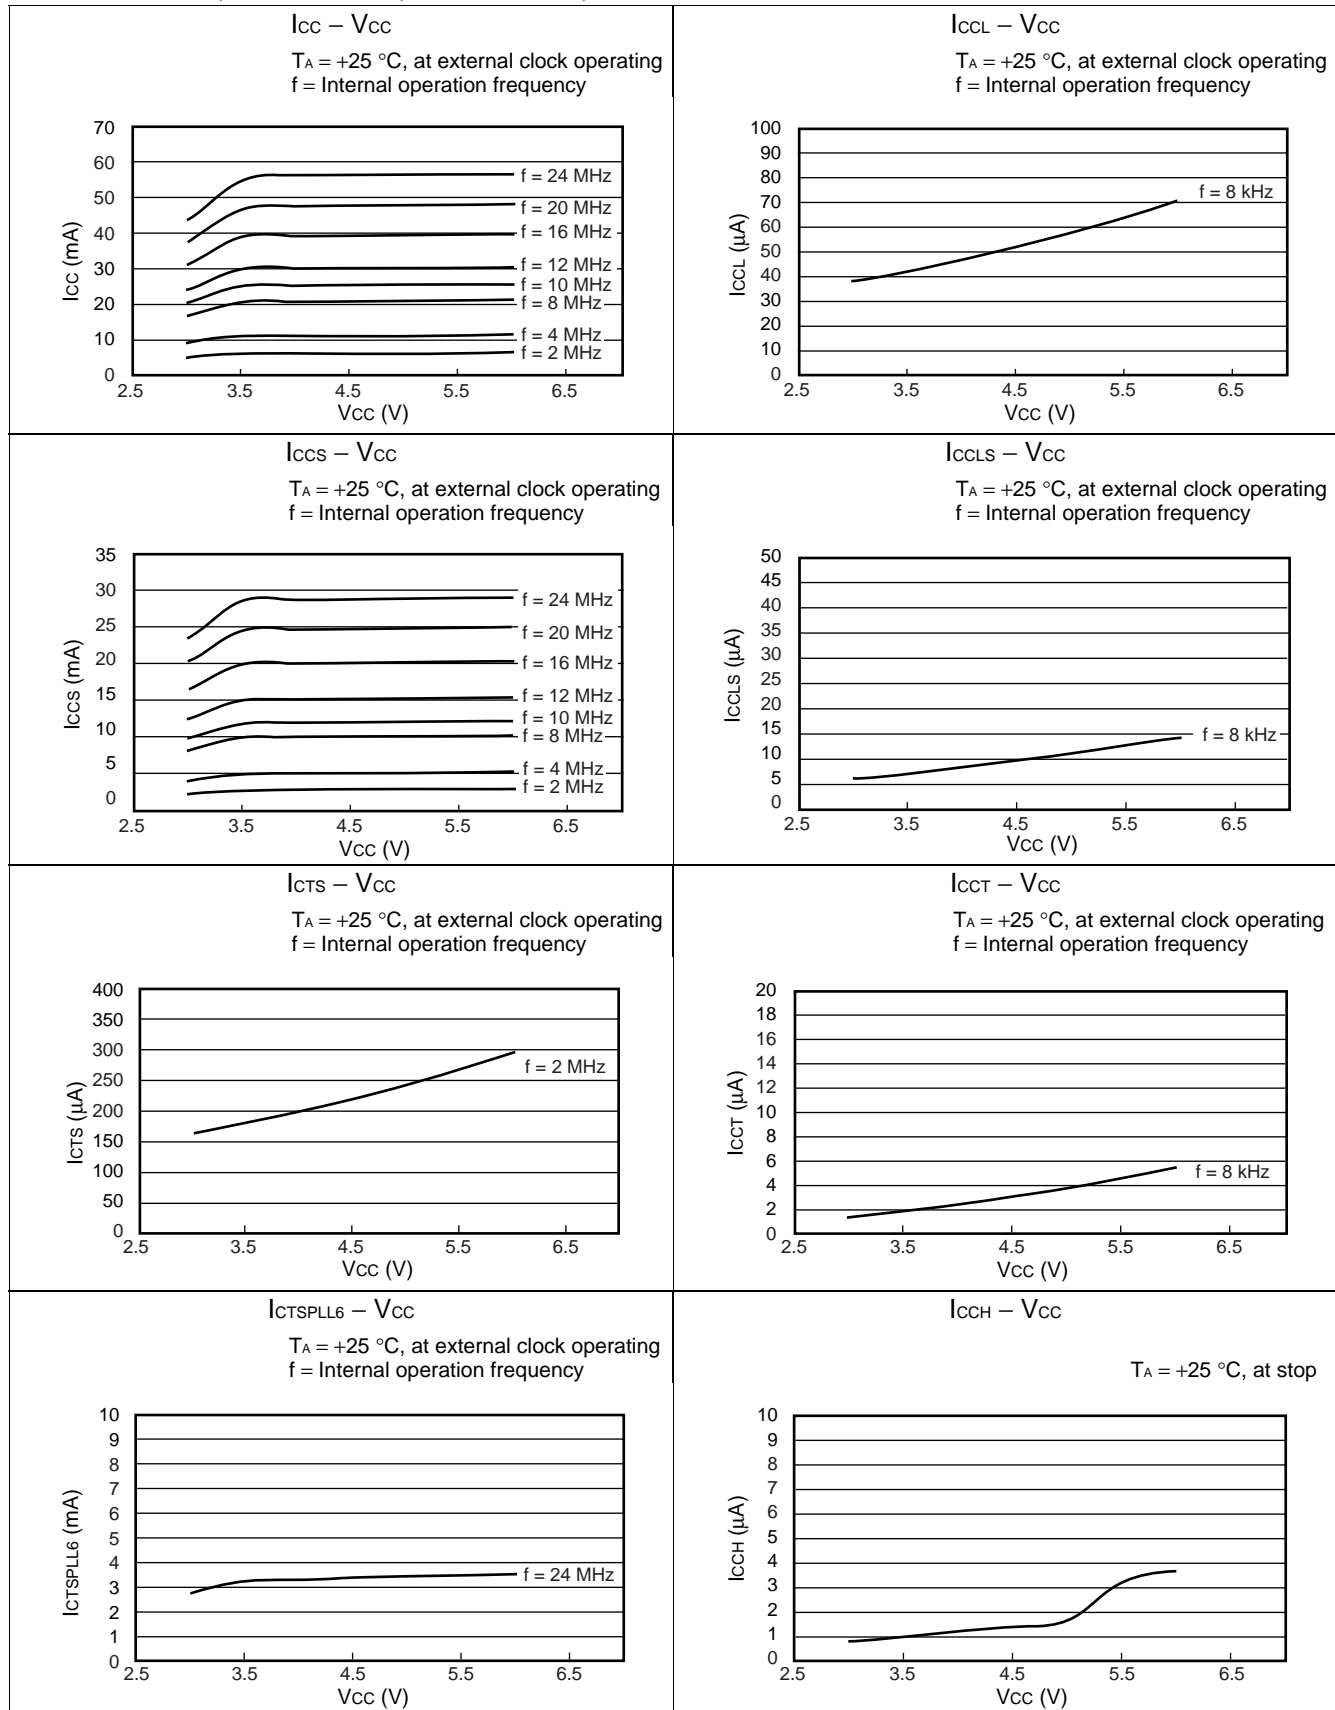 ICC – VCC
TA = +25 °C, at external clock operating
f = Internal operation frequency
70
60
50
40
30
20
10
0
ICC (mA)
f = 24 MHz
f = 20 MHz
f = 16 MHz
f = 12 MHz
f = 10 MHz
f = 8 MHz
f = 4 MHz
f = 2 MHz
2.5 3.5 4.5 5.5 6.5
VCC (V)
ICCL – VCC
TA = +25 °C, at external clock operating
f = Internal operation frequency
100
90
80
70
60
50
40
30
20
10
0
ICCL (µA)
f = 8 kHz
2.5 3.5 4.5 5.5 6.5
VCC (V)
ICCS – VCC
TA = +25 °C, at external clock operating
f = Internal operation frequency
35
30
25
20
15
10
5
0
ICCS (mA)
f = 24 MHz
f = 20 MHz
f = 16 MHz
f = 12 MHz
f = 10 MHz
f = 8 MHz
f = 4 MHz
f = 2 MHz
2.5 3.5 4.5 5.5 6.5
VCC (V)
ICCLS – VCC
TA = +25 °C, at external clock operating
f = Internal operation frequency
50
45
40
35
30
25
20
15
10
5
0
ICCLS (µA)
f = 8 kHz
2.5 3.5 4.5 5.5 6.5
VCC (V)
ICTS – VCC
TA = +25 °C, at external clock operating
f = Internal operation frequency
400
350
300
250
200
150
100
50
0
ICTS (µA)
f = 2 MHz
2.5 3.5 4.5 5.5 6.5
VCC (V)
ICCT – VCC
TA = +25 °C, at external clock operating
f = Internal operation frequency
20
18
16
14
12
10
8
6
4
2
0
ICCT (µA)
f = 8 kHz
2.5 3.5 4.5 5.5 6.5
VCC (V)
ICTSPLL6 – VCC
TA = +25 °C, at external clock operating
f = Internal operation frequency
10
9
8
7
6
5
4
3
2
1
0
ICTSPLL6 (mA)
f = 24 MHz
2.5 3.5 4.5 5.5 6.5
VCC (V)
ICCH – VCC
TA = +25 °C, at stop
10
9
8
7
6
5
4
3
2
1
0
ICCH (µA)
2.5 3.5 4.5 5.5 6.5
VCC (V)